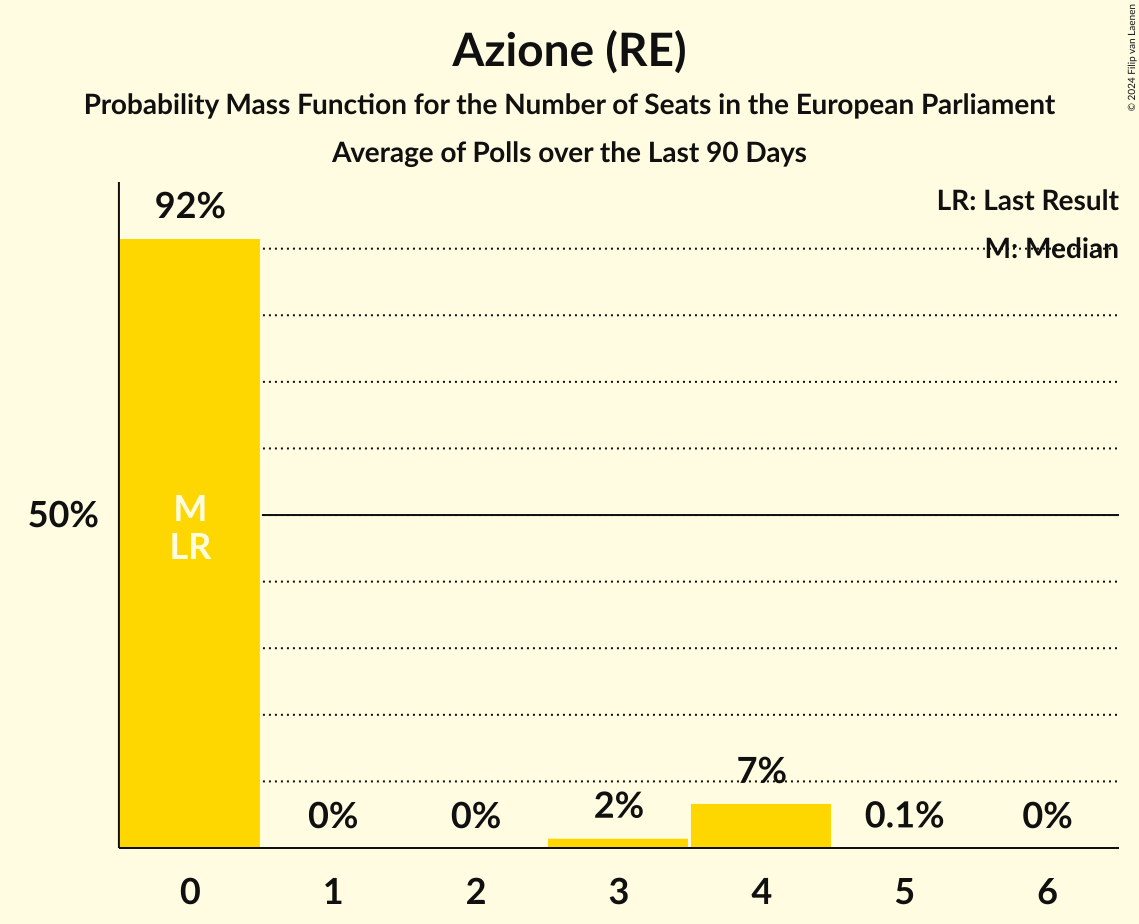 Azione (RE)
Probability Mass Function for the Number of Seats in the European Parliament
Average of Polls over the Last 90 Days
© 2024 Filip van Laenen
LR: Last Result
M: Median
92%
50%
M
LR
0%
0%
2%
7%
0.1%
0%
0
1
2
3
4
5
6